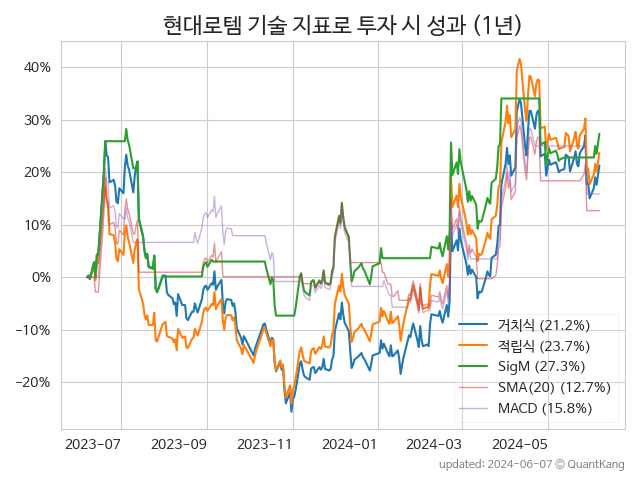 현대로템 기술 지표로 투자 시 성과 (1년)
40%
30%
20%
10%
0%
−10%
−20%
거치식 (21.2%)
적립식 (23.7%)
SigM (27.3%)
SMA(20) (12.7%)
MACD (15.8%)
2023-07 2023-09 2023-11 2024-01 2024-03 2024-05
updated: 2024-06-07 ⓒ QuantKang